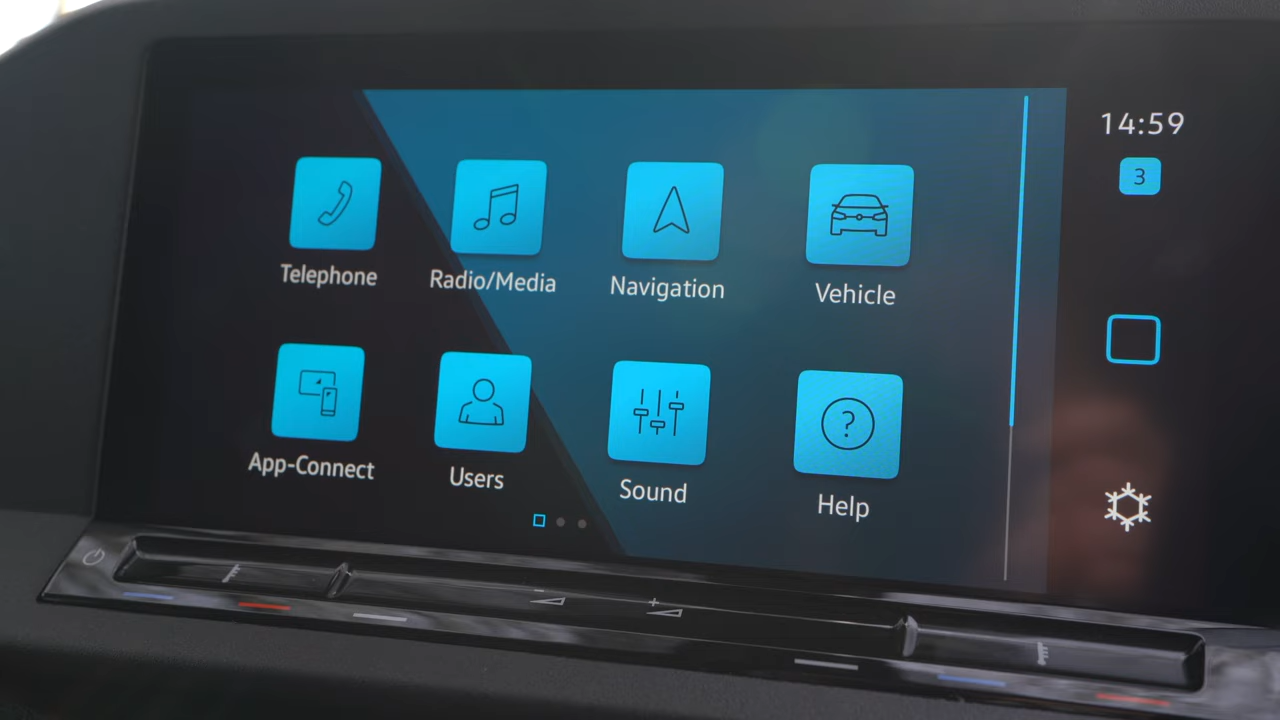 14:59
3
Telephone
Radio/Media
Navigation
Vehicle
App-Connect
Users
Sound
?
Help
- +